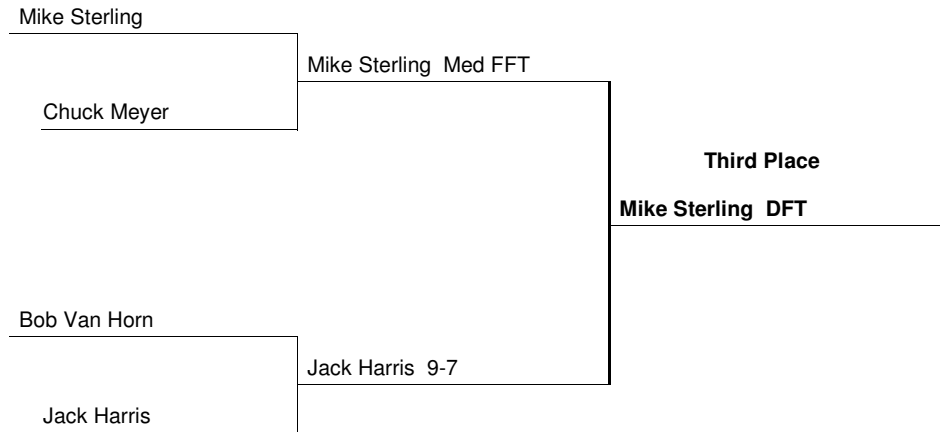 Mike Sterling
Mike Sterling  Med FFT
Chuck Meyer
Third Place
Mike Sterling  DFT
Bob Van Horn
Jack Harris  9-7
Jack Harris